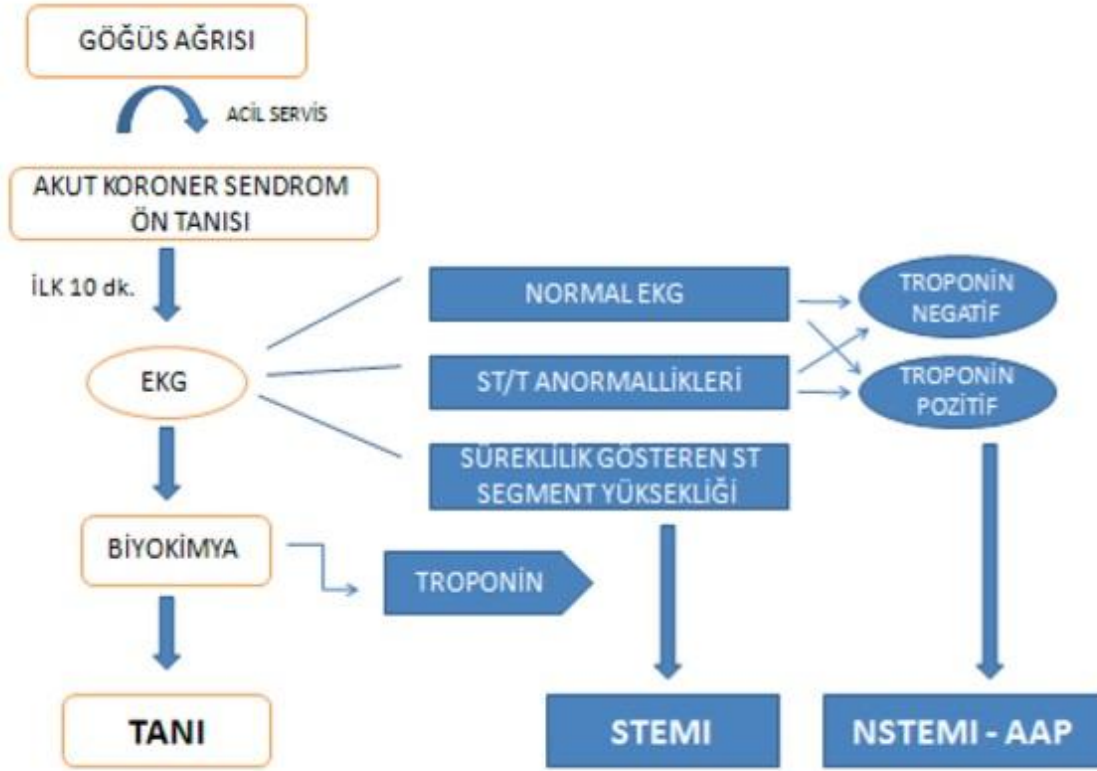 GÖĞÜS AĞRISI
ACİL SERVİS
AKUT KORONER SENDROM
ÖN TANISI
İLK 10 dk.
EKG
BİYOKİMYA
TANI
NORMAL EKG
ST/T ANORMALLİKLERİ
SÜREKLİLİK GÖSTEREN ST
SEGMENT YÜKSEKLİĞİ
TROPONİN
STEMI
TROPONİN
NEGATİF
TROPONİN
POZİTİF
NSTEMI - AAP